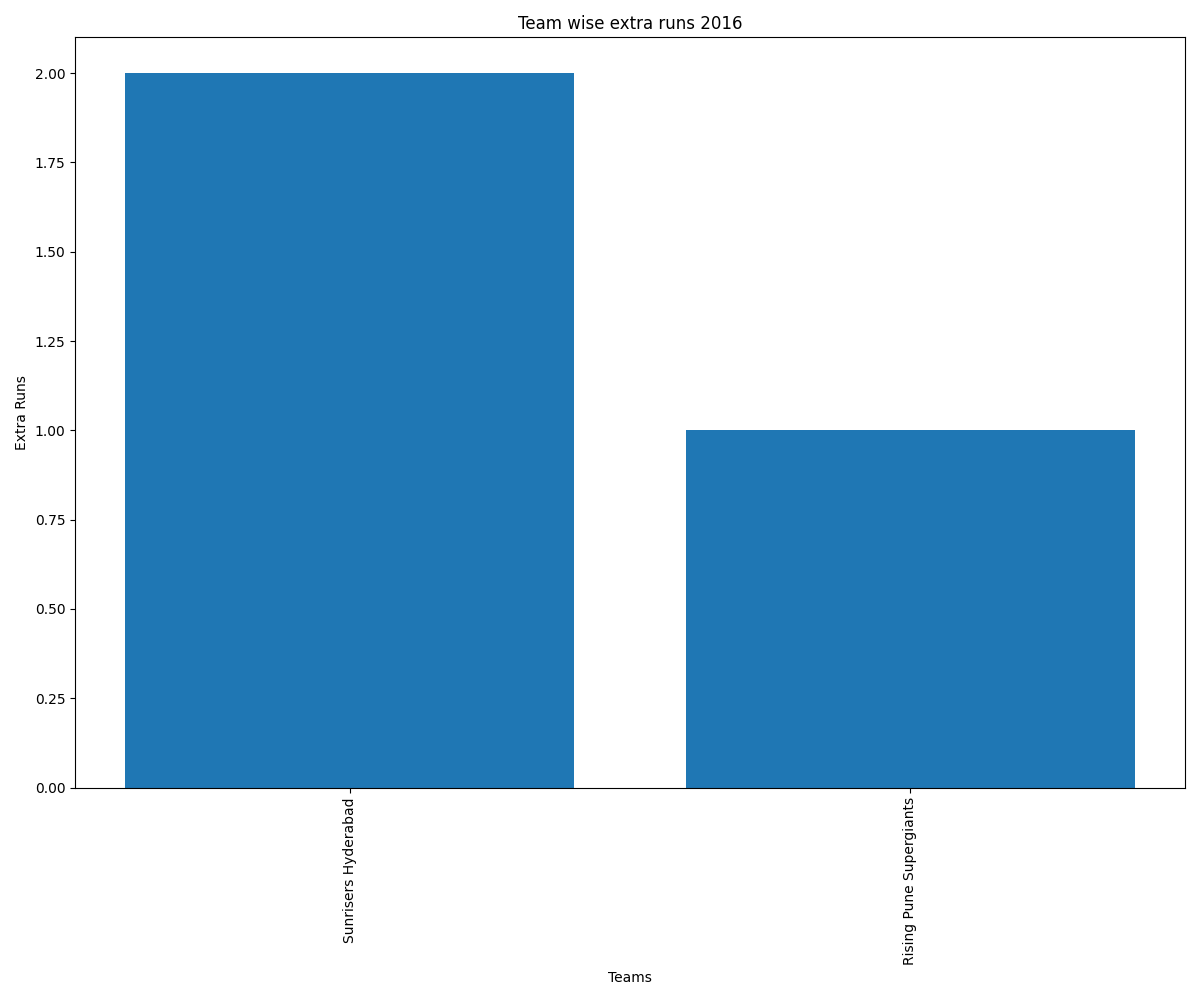 Team wise extra runs 2016
Extra Runs
2.00
1.75
1.50
1.25
1.00
0.75
0.50
0.25
0.00
Sunrisers Hyderabad
Rising Pune Supergiants
Teams